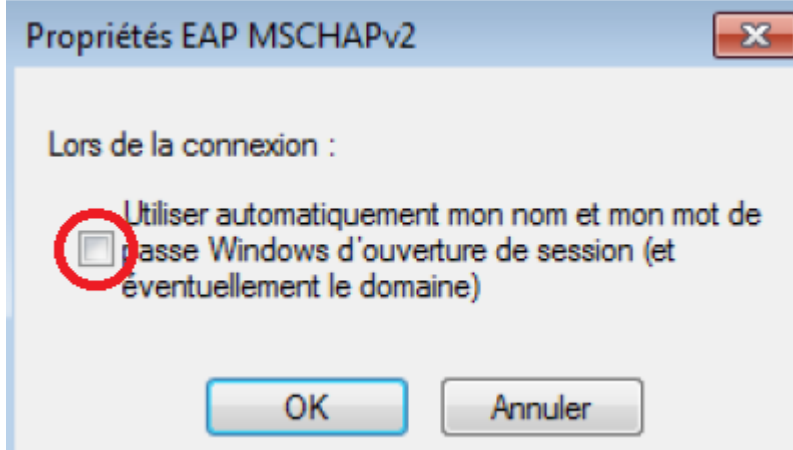 Propriétés EAP MSCHAPv2
Lors de la connexion :
Utiliser automatiquement mon nom et mon mot de
passe Windows d'ouverture de session (et
éventuellement le domaine)
OK
Annuler